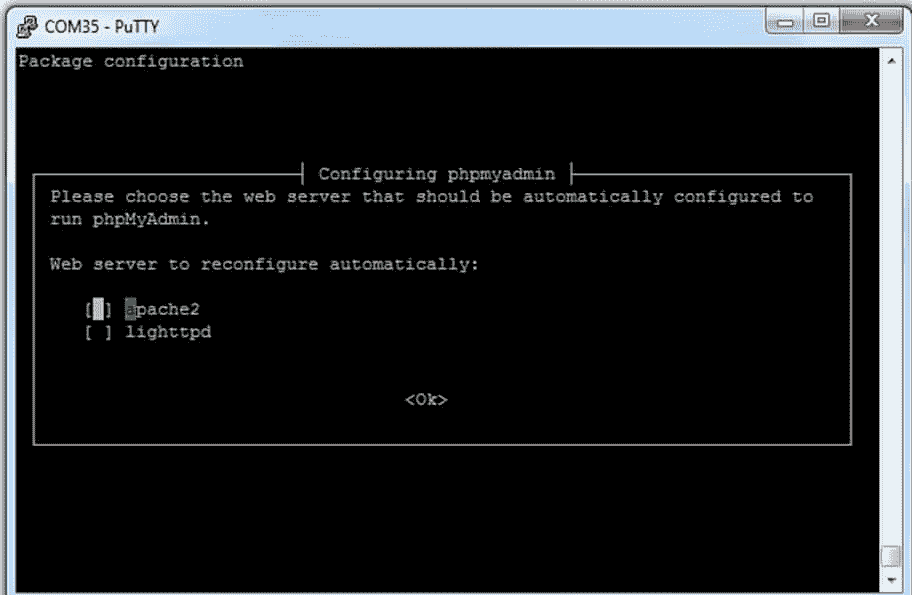 COM35 - PuTTY
Package configuration
Configuring phpmyadmin
Please choose the web server that should be automatically configured to
run phpMyAdmin.
Web server to reconfigure automatically:
[ ] apache2
[ ] lighttpd
<Ok>